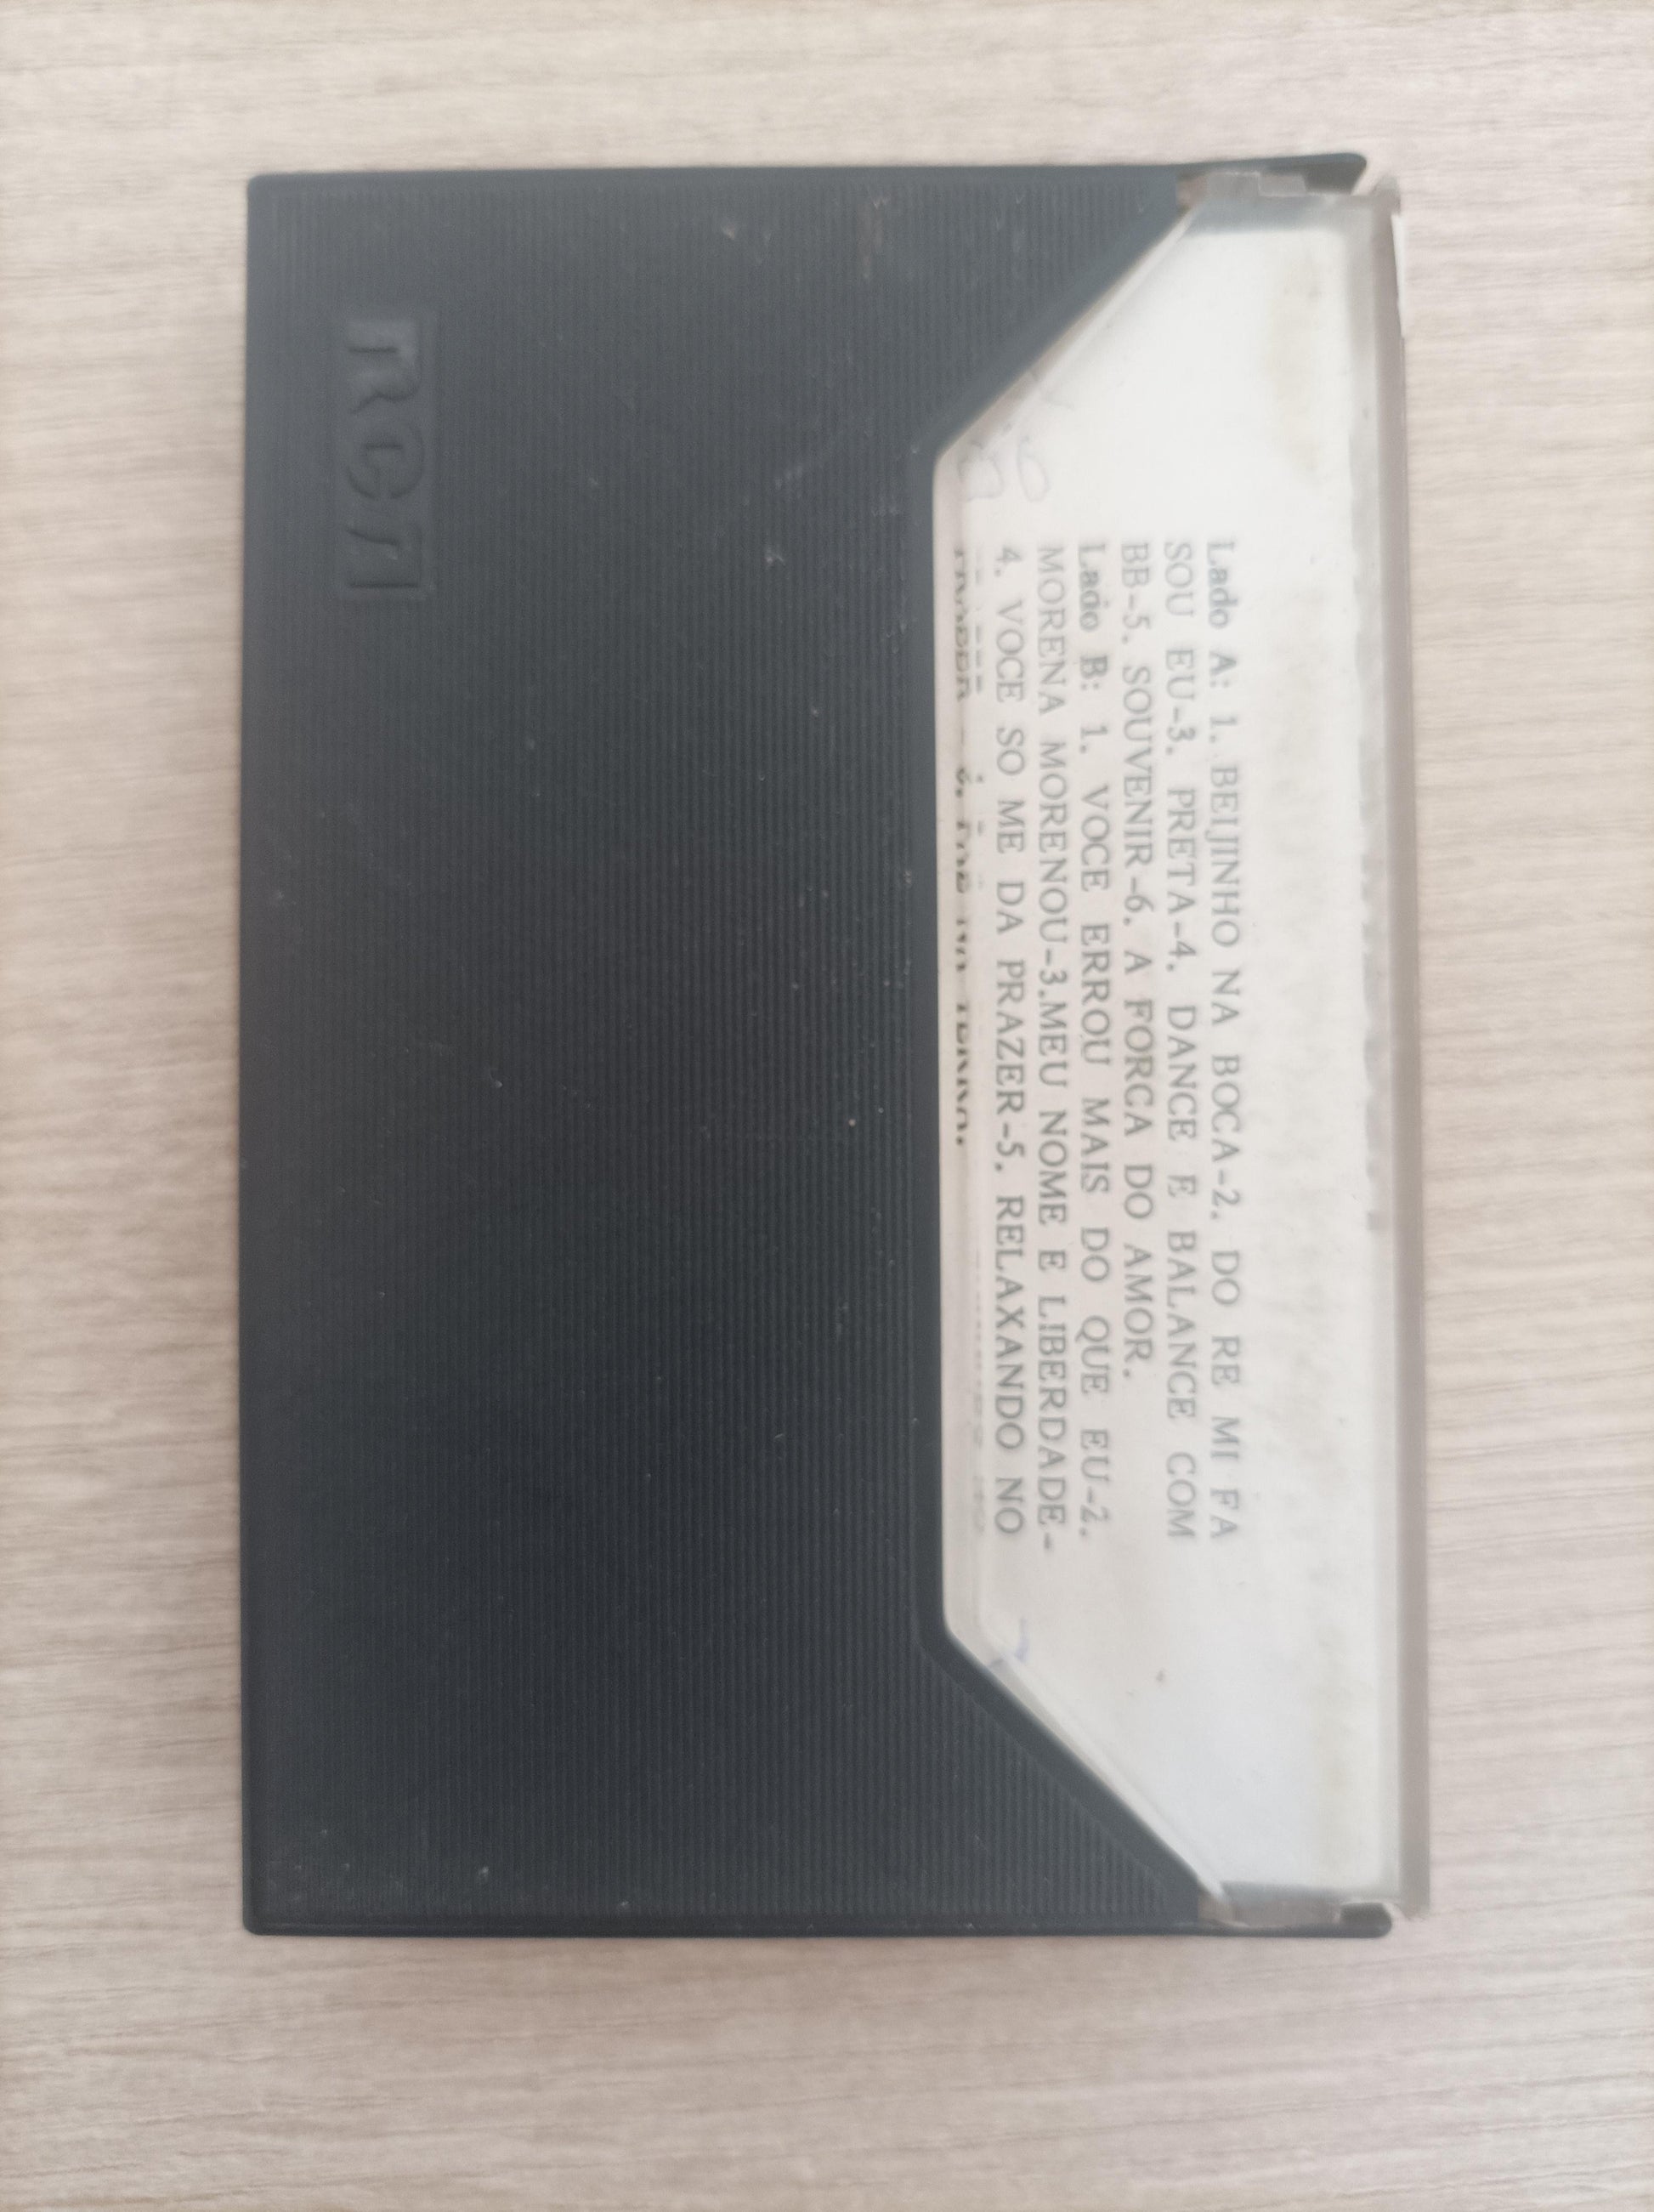 Lado A: 1. BEIJINHO NA BOCA-2. DO RE MI FA
SOU EU-3. PRETA-4. DANCE E BALANCE COM
BB-5. SOUVENIR-6. A FORCA DO AMOR.
Lado B: 1. VOCE ERROU MAIS DO QUE EU-2.
MORENA MORENOU-3.MEU NOME E LIBERDADE-
4. VOCE SO ME DA PRAZER-5. RELAXANDO NO
6.